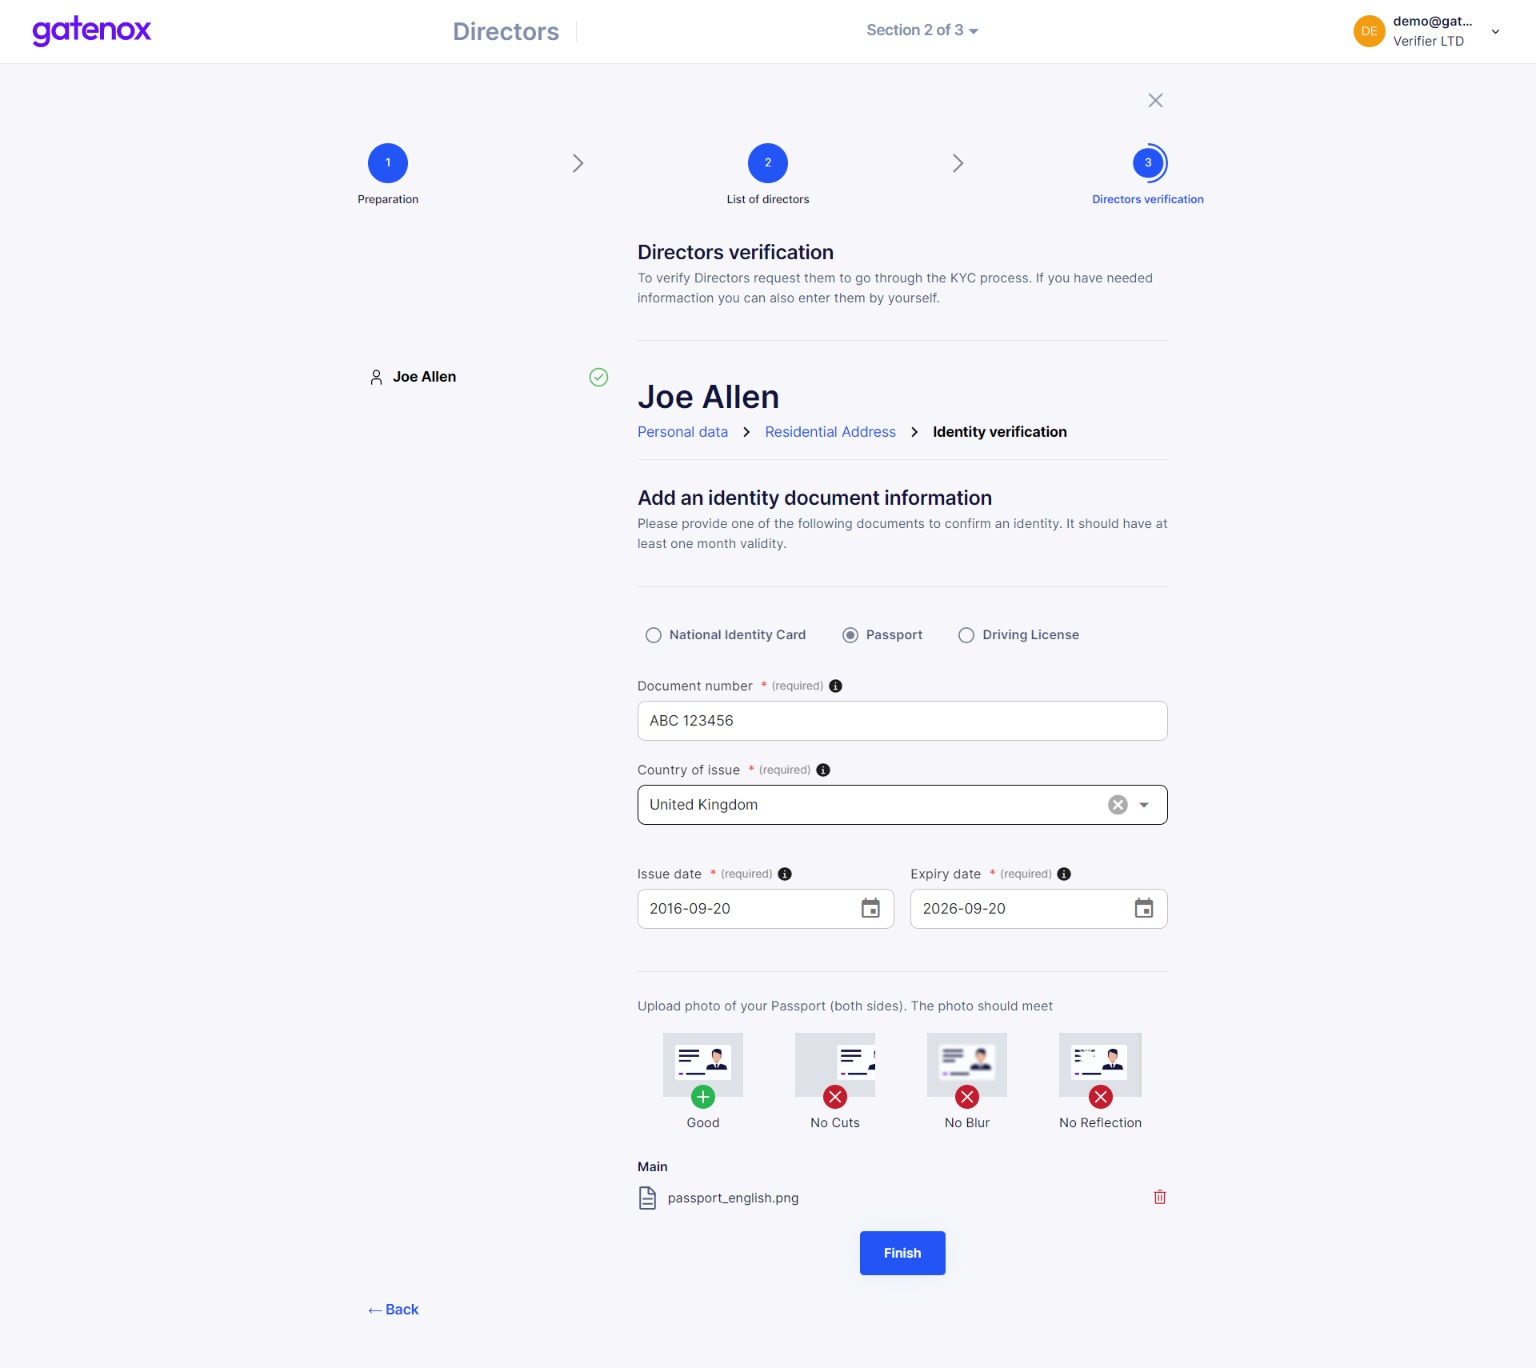 gatenox
Directors
Section 2 of 3
DE
demo@gat...
Verifier LTD
1
2
3
Preparation
List of directors
Directors verification
Directors verification
To verify Directors request them to go through the KYC process. If you have needed
informaction you can also enter them by yourself.
Joe Allen
Joe Allen
Personal data
Residential Address
Identity verification
Add an identity document information
Please provide one of the following documents to confirm an identity. It should have at
least one month validity.
National Identity Card
Passport
Driving License
Document number * (required)
ABC 123456
Country of issue * (required)
United Kingdom
Issue date * (required)
Expiry date * (required)
2016-09-20
2026-09-20
Upload photo of your Passport (both sides). The photo should meet
Good
No Cuts
No Blur
No Reflection
Main
passport_english.png
Finish
← Back